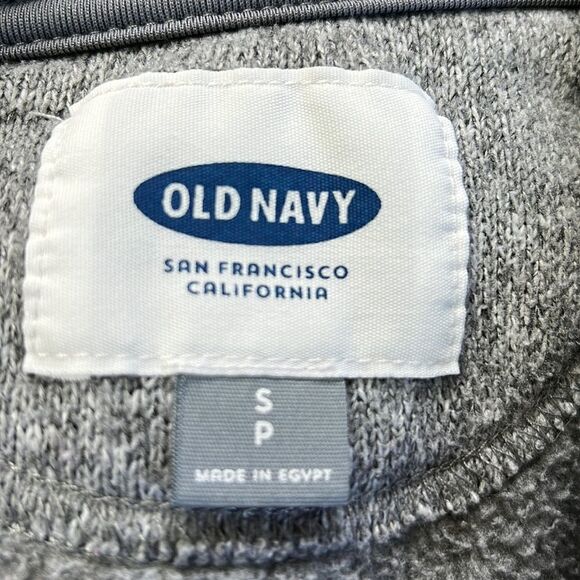 OLD NAVY
SAN FRANCISCO
CALIFORNIA
S
P
MADE IN EGYPT